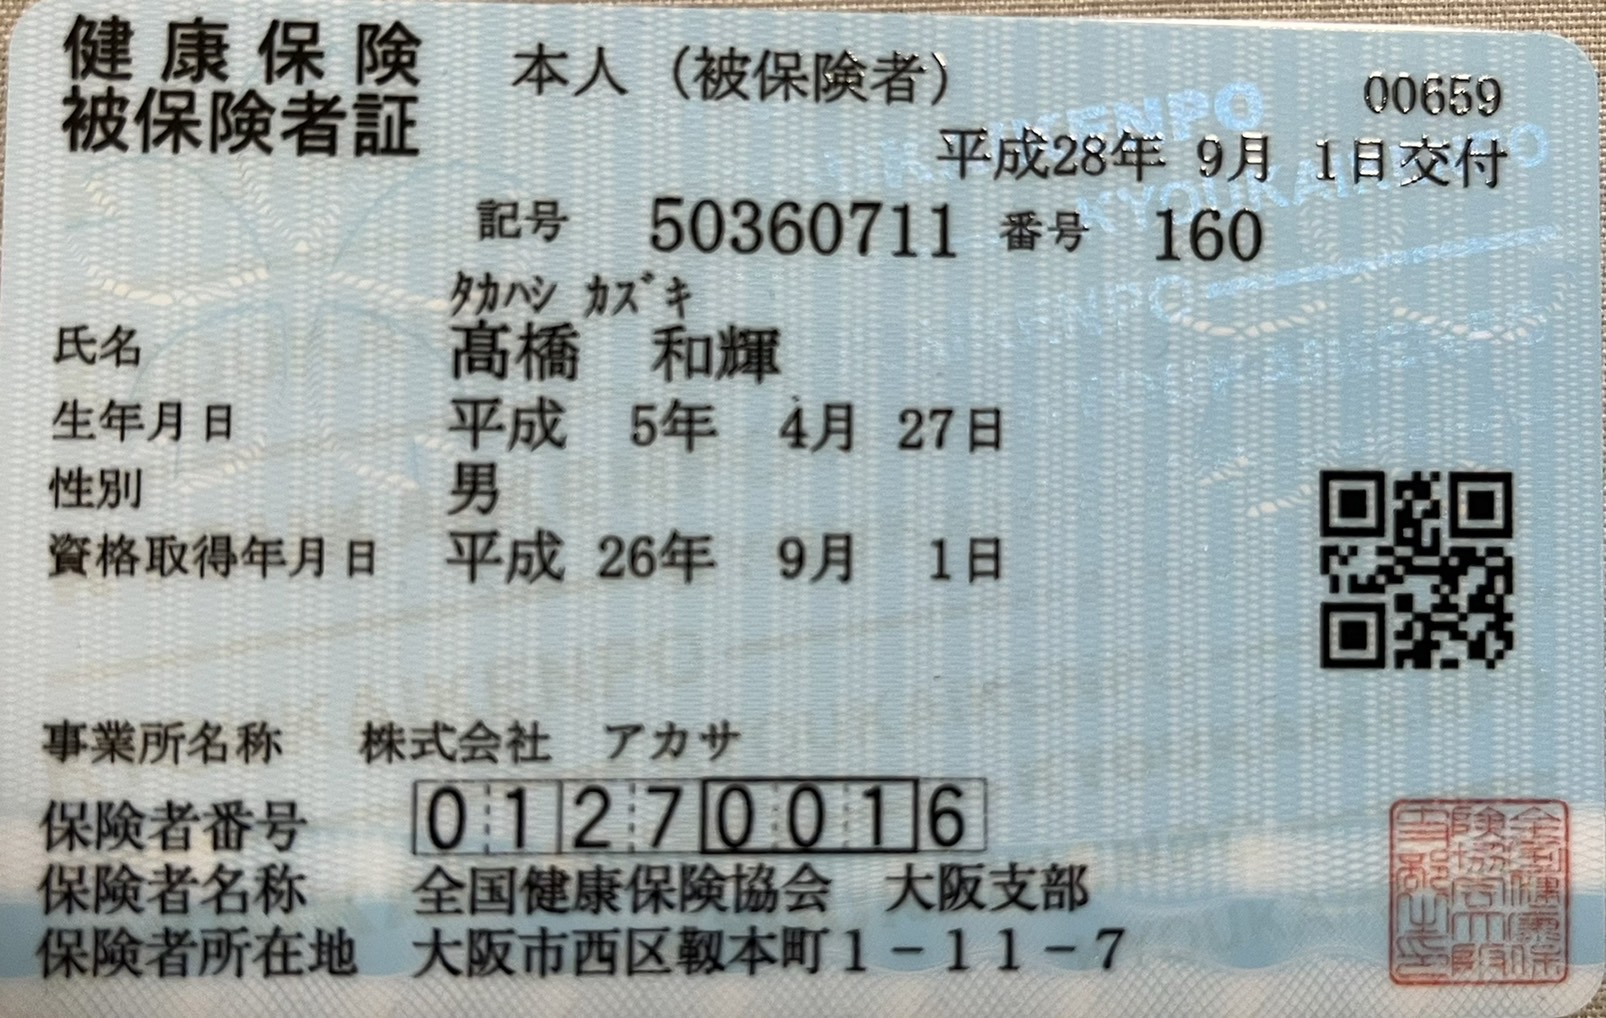 健康保険
被保険者証
本人（被保険者）
00659
平成28年 9月 1日交付
記号 50360711 番号 160
ﾀｶﾊｼ ｶｽﾞｷ
氏名 髙橋 和輝
生年月日 平成 5年 4月 27日
性別 男
資格取得年月日 平成 26年 9月 1日
事業所名称 株式会社 アカサ
保険者番号 01270016
保険者名称 全国健康保険協会 大阪支部
保険者所在地 大阪市西区靱本町1-11-7